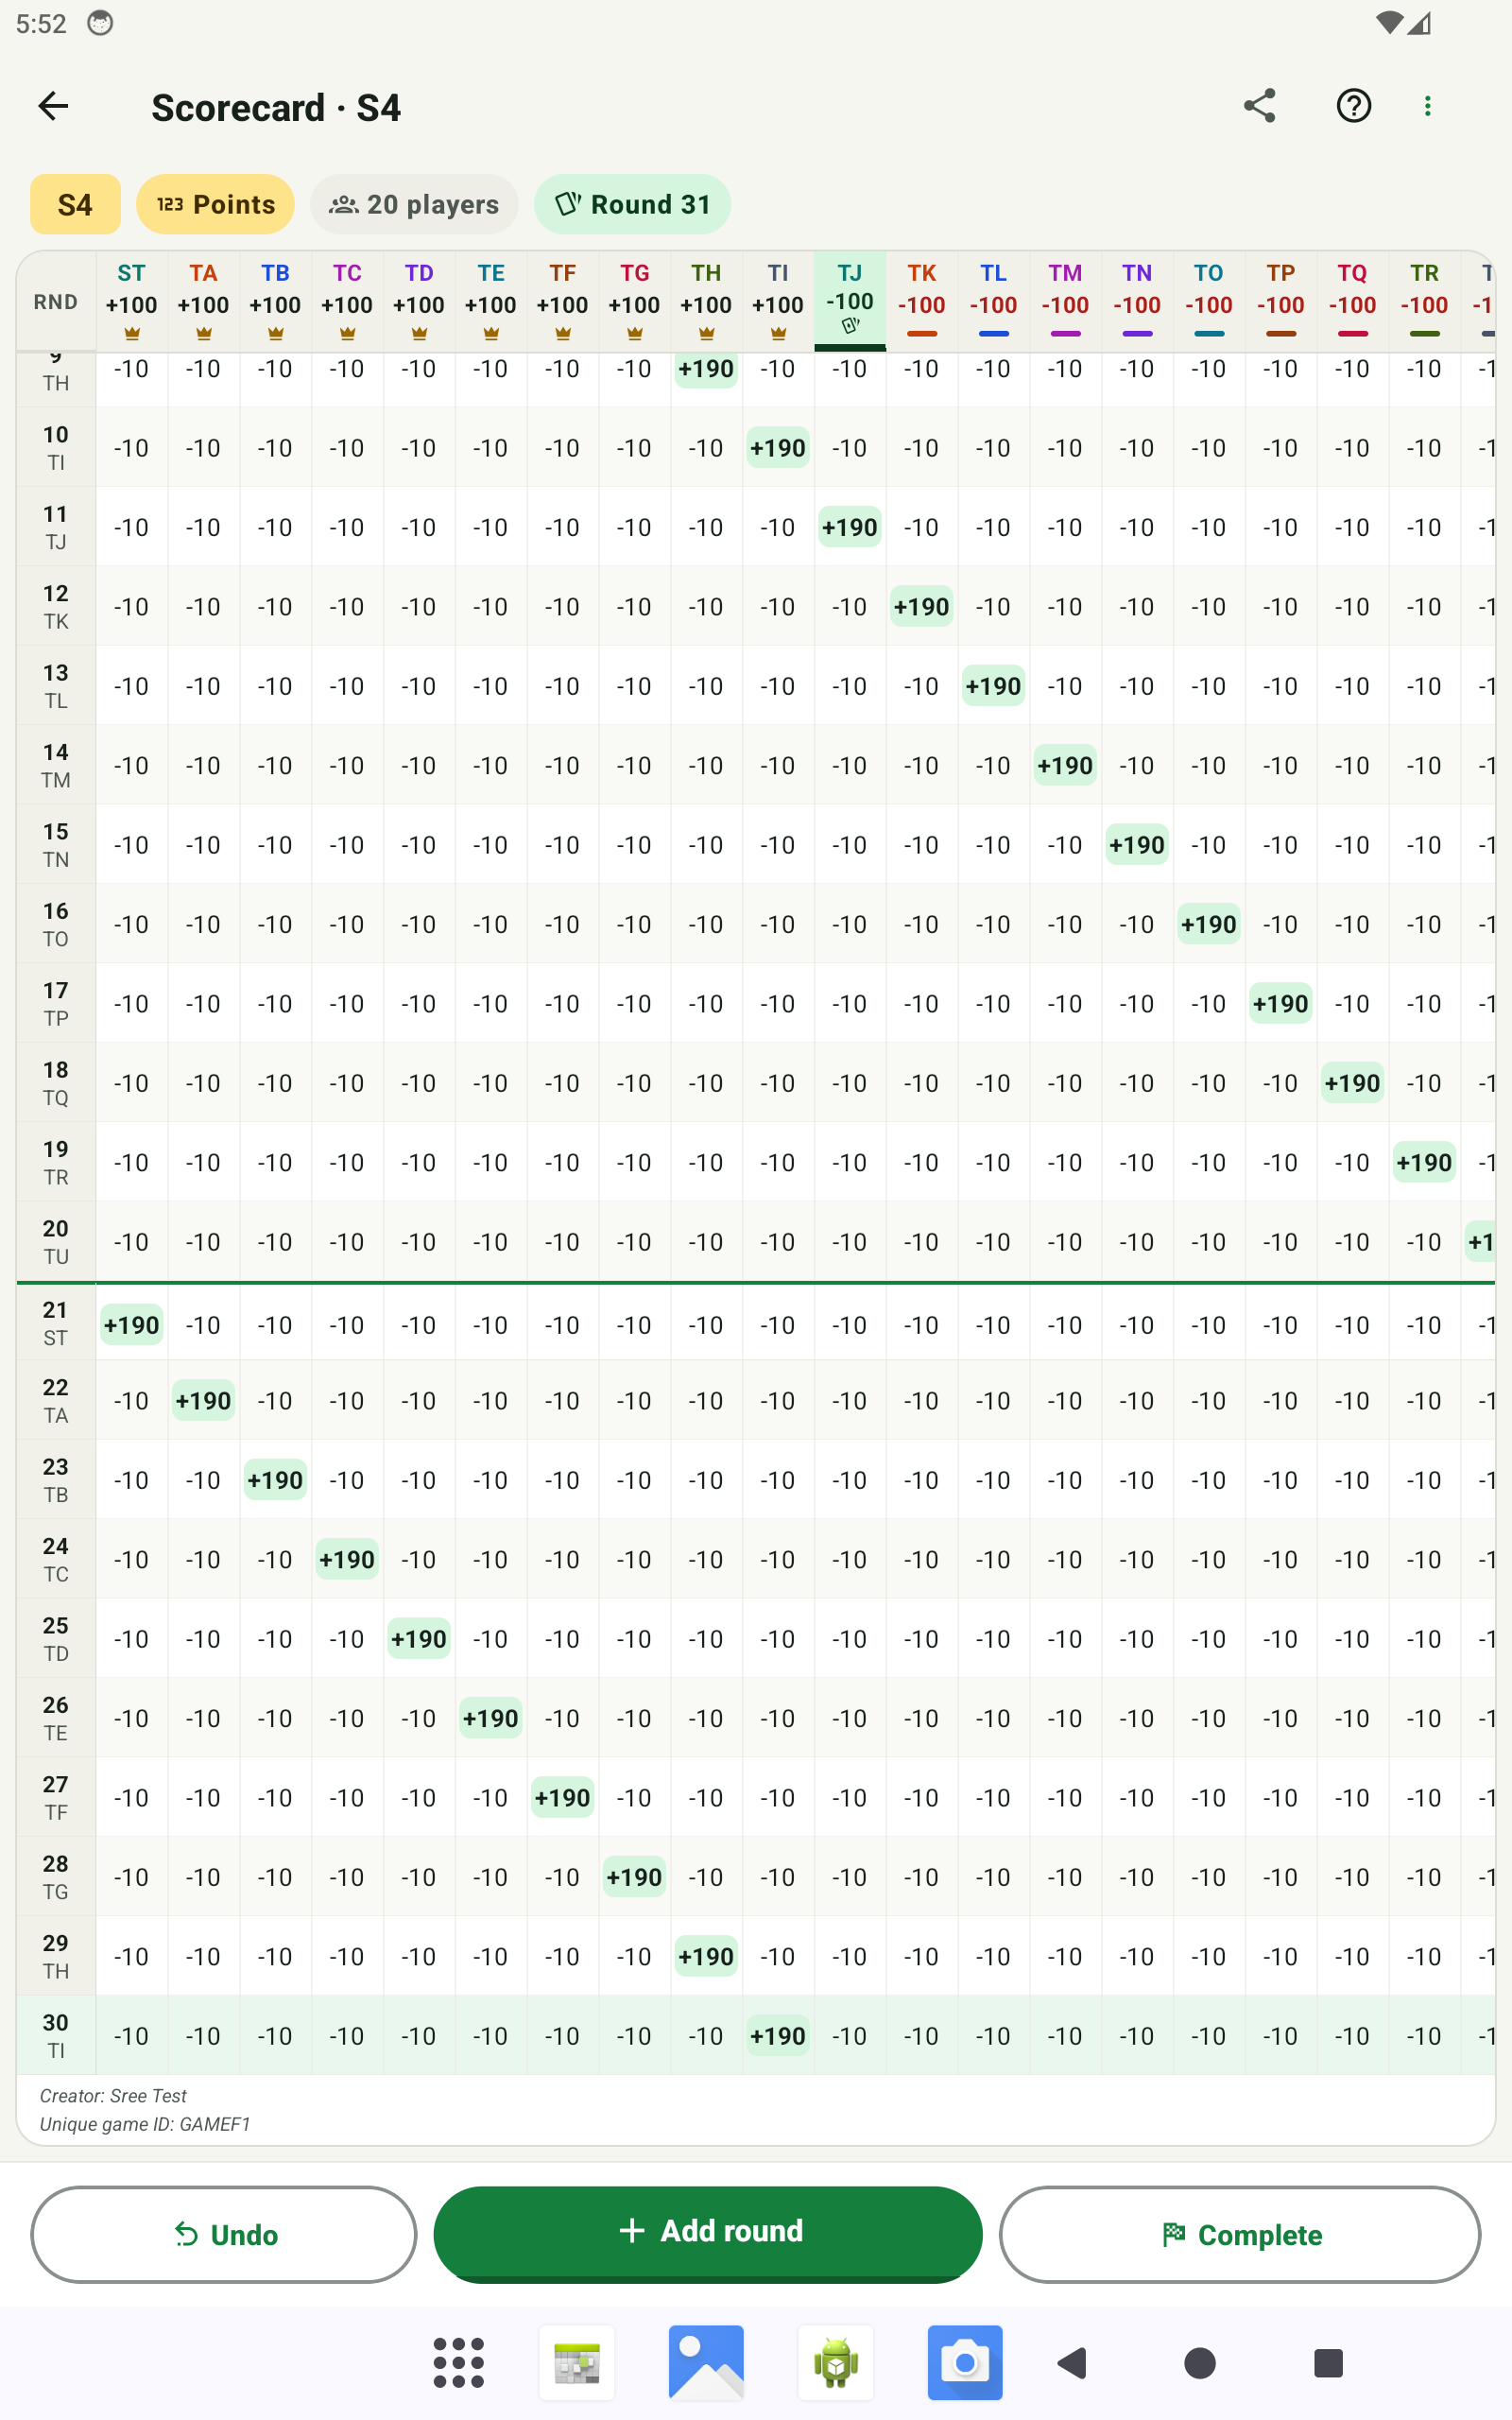 5:52
Scorecard · S4
S4 123 Points 20 players Round 31
RND ST TA TB TC TD TE TF TG TH TI TJ TK TL TM TN TO TP TQ TR
+100 +100 +100 +100 +100 +100 +100 +100 +100 +100 -100 -100 -100 -100 -100 -100 -100 -100 -100
9 TH -10 -10 -10 -10 -10 -10 -10 -10 +190 -10 -10 -10 -10 -10 -10 -10 -10 -10 -10
10 TI -10 -10 -10 -10 -10 -10 -10 -10 -10 +190 -10 -10 -10 -10 -10 -10 -10 -10 -10
11 TJ -10 -10 -10 -10 -10 -10 -10 -10 -10 -10 +190 -10 -10 -10 -10 -10 -10 -10 -10
12 TK -10 -10 -10 -10 -10 -10 -10 -10 -10 -10 -10 +190 -10 -10 -10 -10 -10 -10 -10
13 TL -10 -10 -10 -10 -10 -10 -10 -10 -10 -10 -10 -10 +190 -10 -10 -10 -10 -10 -10
14 TM -10 -10 -10 -10 -10 -10 -10 -10 -10 -10 -10 -10 -10 +190 -10 -10 -10 -10 -10
15 TN -10 -10 -10 -10 -10 -10 -10 -10 -10 -10 -10 -10 -10 -10 +190 -10 -10 -10 -10
16 TO -10 -10 -10 -10 -10 -10 -10 -10 -10 -10 -10 -10 -10 -10 -10 +190 -10 -10 -10
17 TP -10 -10 -10 -10 -10 -10 -10 -10 -10 -10 -10 -10 -10 -10 -10 -10 +190 -10 -10
18 TQ -10 -10 -10 -10 -10 -10 -10 -10 -10 -10 -10 -10 -10 -10 -10 -10 -10 +190 -10
19 TR -10 -10 -10 -10 -10 -10 -10 -10 -10 -10 -10 -10 -10 -10 -10 -10 -10 -10 +190
20 TU -10 -10 -10 -10 -10 -10 -10 -10 -10 -10 -10 -10 -10 -10 -10 -10 -10 -10 -10
21 ST +190 -10 -10 -10 -10 -10 -10 -10 -10 -10 -10 -10 -10 -10 -10 -10 -10 -10 -10
22 TA -10 +190 -10 -10 -10 -10 -10 -10 -10 -10 -10 -10 -10 -10 -10 -10 -10 -10 -10
23 TB -10 -10 +190 -10 -10 -10 -10 -10 -10 -10 -10 -10 -10 -10 -10 -10 -10 -10 -10
24 TC -10 -10 -10 +190 -10 -10 -10 -10 -10 -10 -10 -10 -10 -10 -10 -10 -10 -10 -10
25 TD -10 -10 -10 -10 +190 -10 -10 -10 -10 -10 -10 -10 -10 -10 -10 -10 -10 -10 -10
26 TE -10 -10 -10 -10 -10 +190 -10 -10 -10 -10 -10 -10 -10 -10 -10 -10 -10 -10 -10
27 TF -10 -10 -10 -10 -10 -10 +190 -10 -10 -10 -10 -10 -10 -10 -10 -10 -10 -10 -10
28 TG -10 -10 -10 -10 -10 -10 -10 +190 -10 -10 -10 -10 -10 -10 -10 -10 -10 -10 -10
29 TH -10 -10 -10 -10 -10 -10 -10 -10 +190 -10 -10 -10 -10 -10 -10 -10 -10 -10 -10
30 TI -10 -10 -10 -10 -10 -10 -10 -10 -10 +190 -10 -10 -10 -10 -10 -10 -10 -10 -10
Creator: Sree Test
Unique game ID: GAMEF1
Undo + Add round Complete